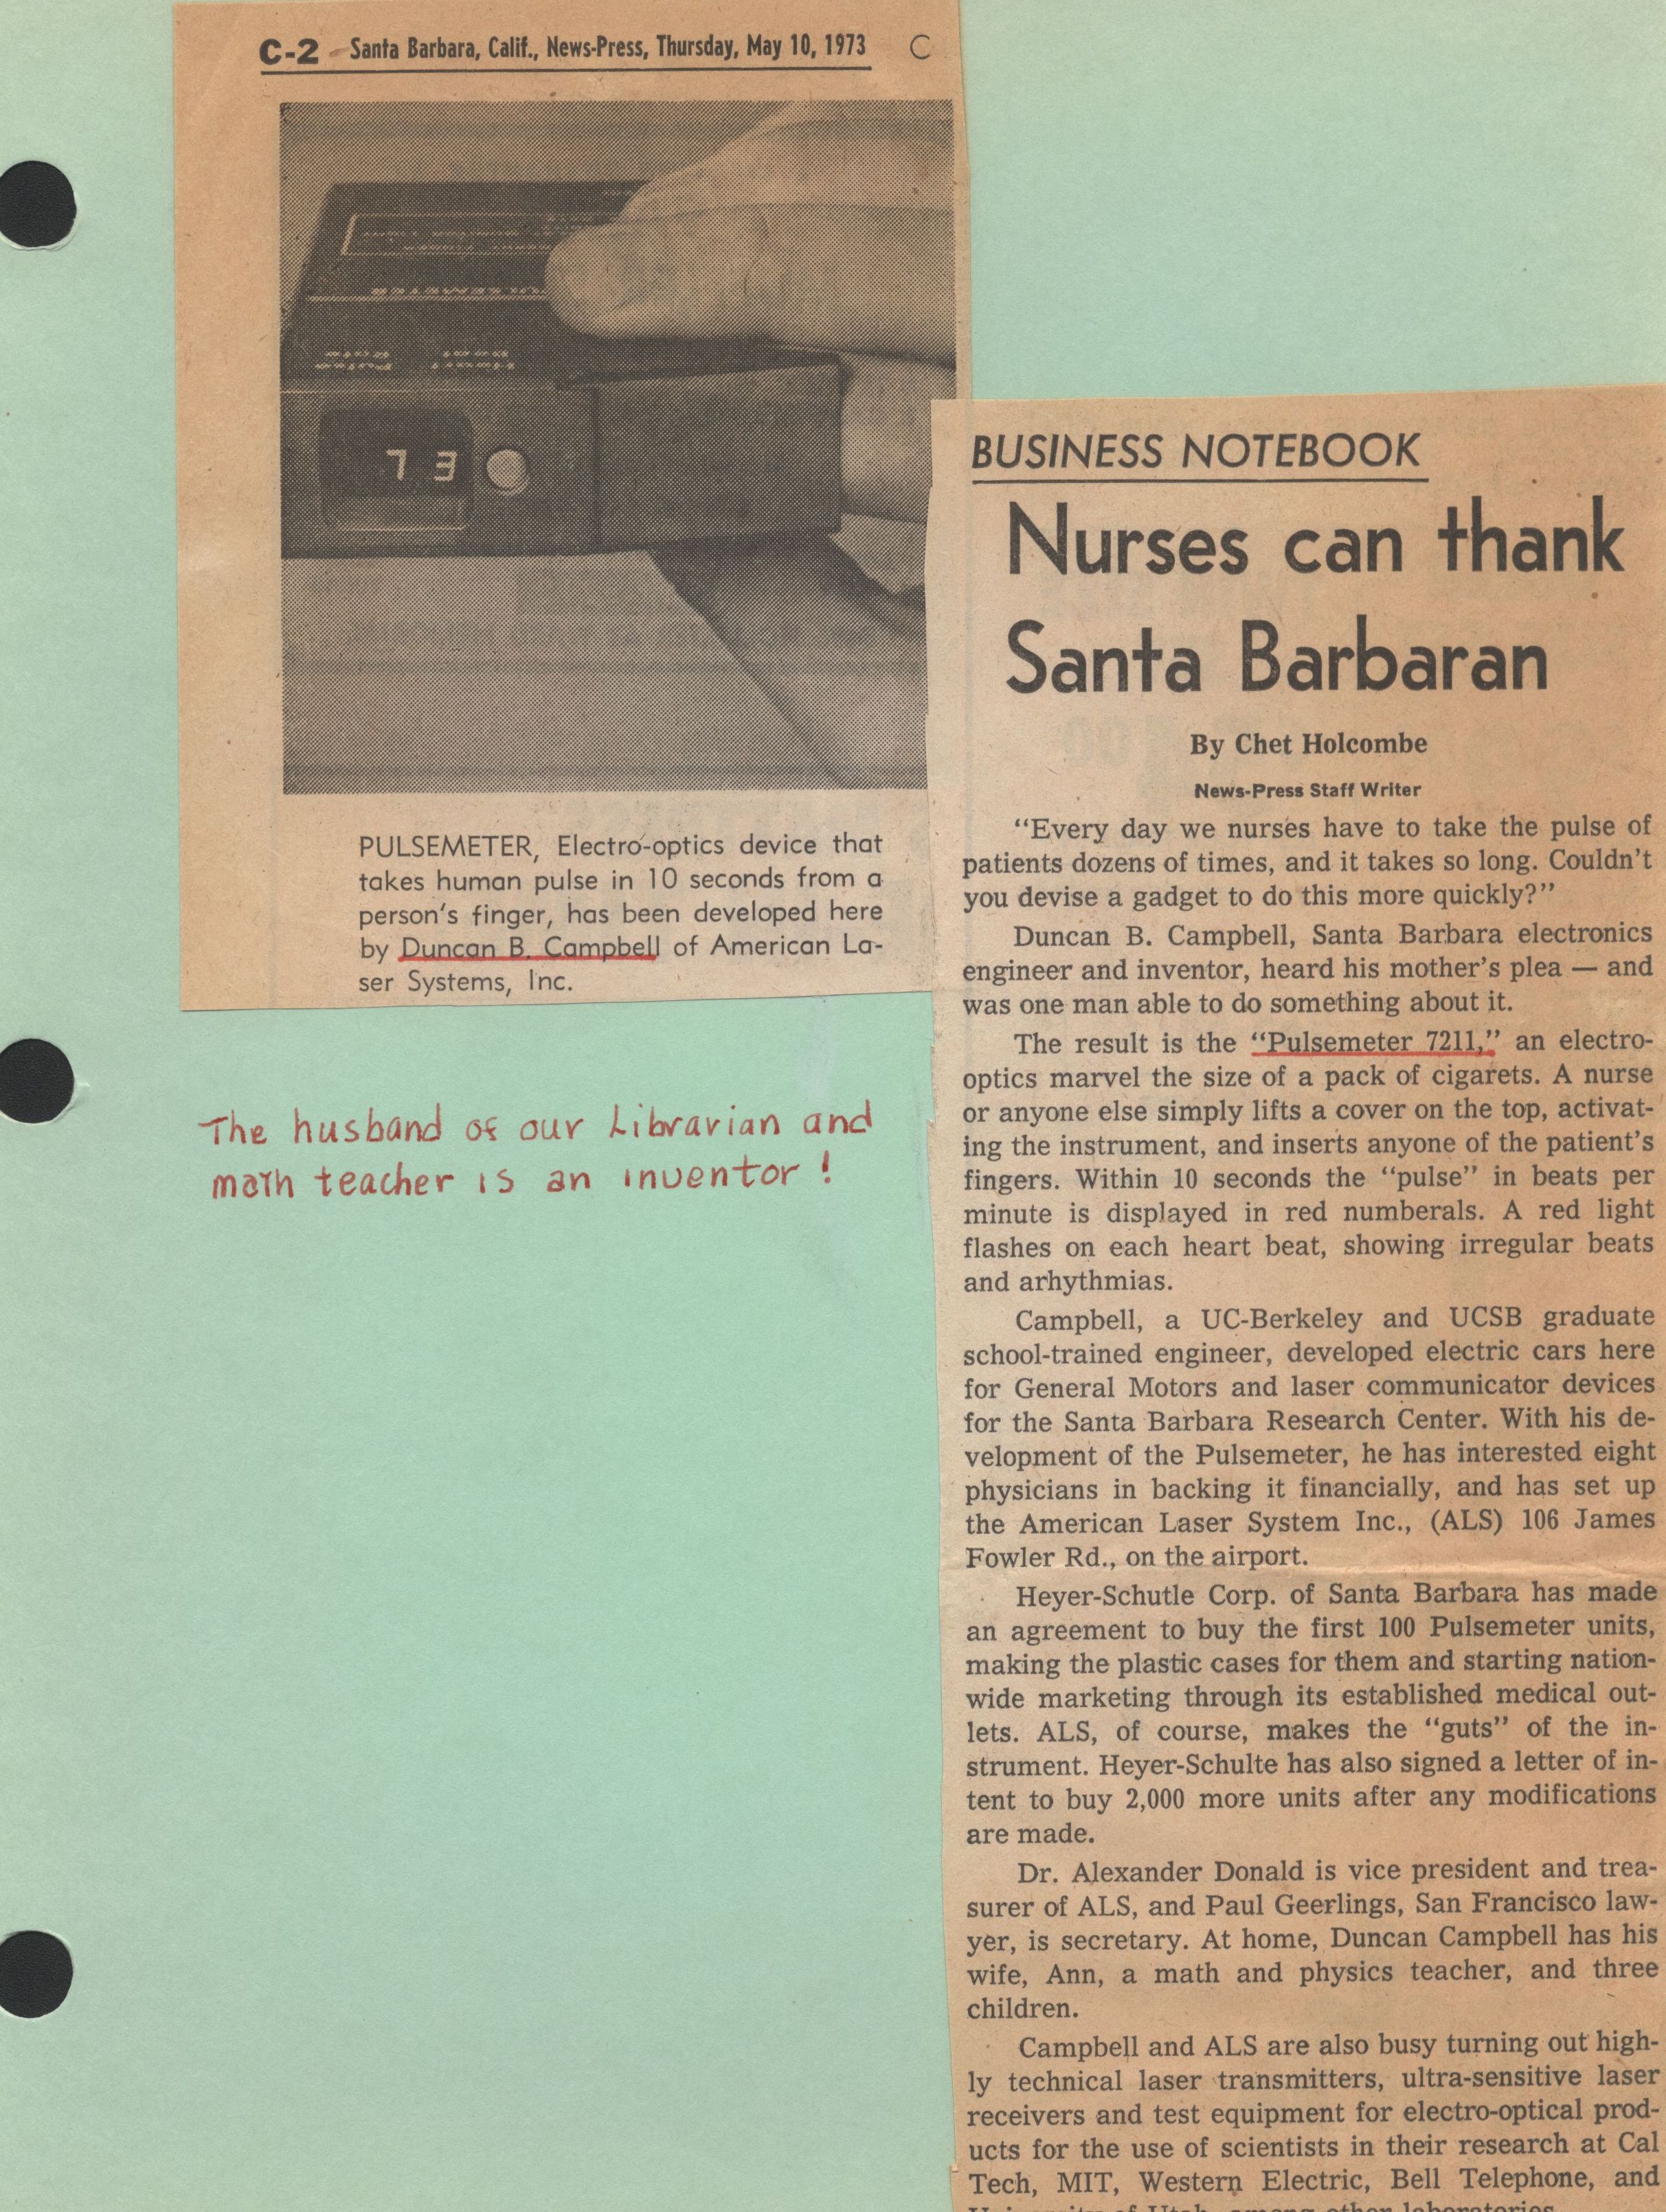 C-2 Santa Barbara, Calif., News-Press, Thursday, May 10, 1973 C
73
PULSEMETER, Electro-optics device that
takes human pulse in 10 seconds from a
person's finger, has been developed here
by Duncan B. Campbell of American La-
ser Systems, Inc.
The husband of our Librarian and
math teacher is an inventor!
BUSINESS NOTEBOOK
Nurses can thank
Santa Barbaran
By Chet Holcombe
News-Press Staff Writer
“Every day we nurses have to take the pulse of
patients dozens of times, and it takes so long. Couldn't
you devise a gadget to do this more quickly?”
Duncan B. Campbell, Santa Barbara electronics
engineer and inventor, heard his mother's plea — and
was one man able to do something about it.
The result is the “Pulsemeter 7211,” an electro-
optics marvel the size of a pack of cigarets. A nurse
or anyone else simply lifts a cover on the top, activat-
ing the instrument, and inserts anyone of the patient's
fingers. Within 10 seconds the “pulse” in beats per
minute is displayed in red numberals. A red light
flashes on each heart beat, showing irregular beats
and arhythmias.
Campbell, a UC-Berkeley and UCSB graduate
school-trained engineer, developed electric cars here
for General Motors and laser communicator devices
for the Santa Barbara Research Center. With his de-
velopment of the Pulsemeter, he has interested eight
physicians in backing it financially, and has set up
the American Laser System Inc., (ALS) 106 James
Fowler Rd., on the airport.
Heyer-Schutle Corp. of Santa Barbara has made
an agreement to buy the first 100 Pulsemeter units,
making the plastic cases for them and starting nation-
wide marketing through its established medical out-
lets. ALS, of course, makes the “guts” of the in-
strument. Heyer-Schulte has also signed a letter of in-
tent to buy 2,000 more units after any modifications
are made.
Dr. Alexander Donald is vice president and trea-
surer of ALS, and Paul Geerlings, San Francisco law-
yer, is secretary. At home, Duncan Campbell has his
wife, Ann, a math and physics teacher, and three
children.
Campbell and ALS are also busy turning out high-
ly technical laser transmitters, ultra-sensitive laser
receivers and test equipment for electro-optical prod-
ucts for the use of scientists in their research at Cal
Tech, MIT, Western Electric, Bell Telephone, and